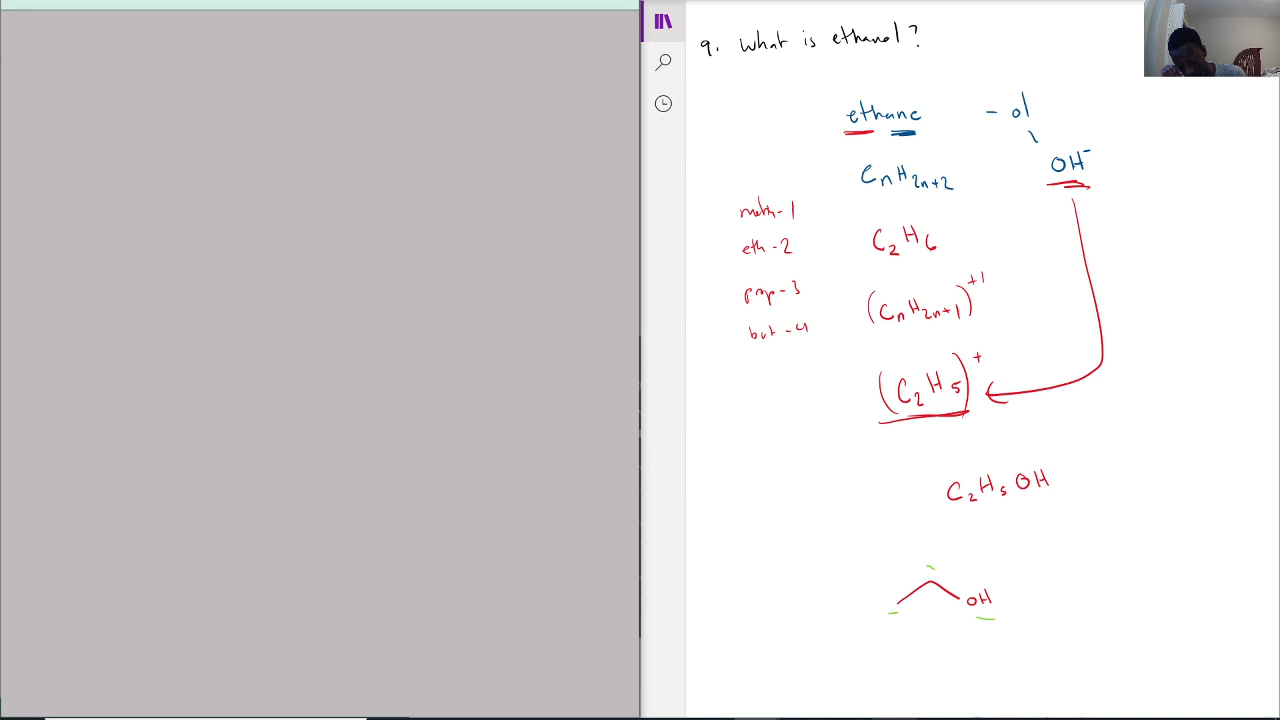 9. What is ethanol?
ethane - ol
OH⁻
CₙH₂ₙ₊₂
meth-1
eth-2
C₂H₆
prop-3
(CₙH₂ₙ₊₁)⁺¹
but-4
(C₂H₅)⁺
C₂H₅OH
OH